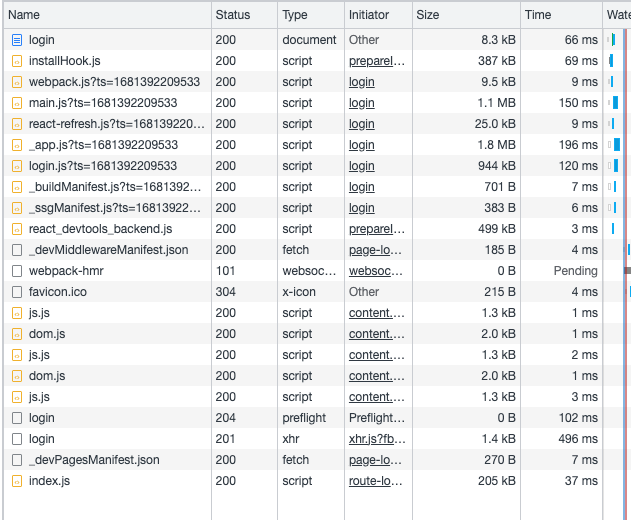 Name Status Type Initiator Size Time Wate
login 200 document Other 8.3 kB 66 ms
installHook.js 200 script preparel... 387 kB 69 ms
webpack.js?ts=1681392209533 200 script login 9.5 kB 9 ms
main.js?ts=1681392209533 200 script login 1.1 MB 150 ms
react-refresh.js?ts=168139220... 200 script login 25.0 kB 9 ms
_app.js?ts=1681392209533 200 script login 1.8 MB 196 ms
login.js?ts=1681392209533 200 script login 944 kB 120 ms
_buildManifest.js?ts=1681392... 200 script login 701 B 7 ms
_ssgManifest.js?ts=16813922... 200 script login 383 B 6 ms
react_devtools_backend.js 200 script preparel... 499 kB 3 ms
_devMiddlewareManifest.json 200 fetch page-lo... 185 B 4 ms
webpack-hmr 101 websoc... websoc... 0 B Pending
favicon.ico 304 x-icon Other 215 B 4 ms
js.js 200 script content.... 1.3 kB 1 ms
dom.js 200 script content.... 2.0 kB 1 ms
js.js 200 script content.... 1.3 kB 2 ms
dom.js 200 script content.... 2.0 kB 1 ms
js.js 200 script content.... 1.3 kB 3 ms
login 204 preflight Preflight... 0 B 102 ms
login 201 xhr xhr.js?fb... 1.4 kB 496 ms
_devPagesManifest.json 200 fetch page-lo... 270 B 7 ms
index.js 200 script route-lo... 205 kB 37 ms